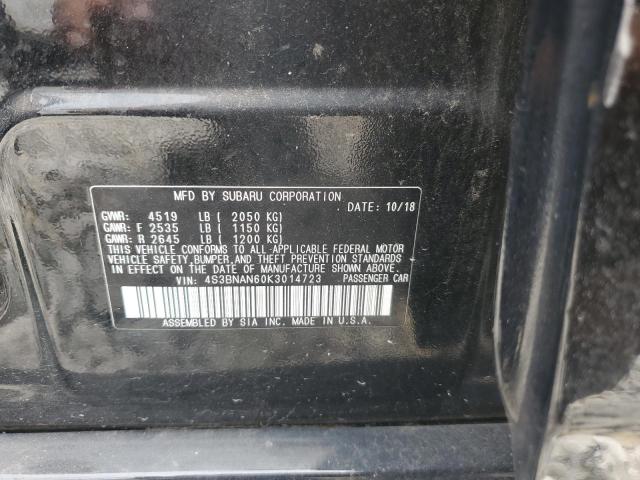 MFD BY SUBARU CORPORATION
DATE: 10/18
GVWR: 4519 LB ( 2050 KG)
GAWR: F 2535 LB ( 1150 KG)
GAWR: R 2645 LB ( 1200 KG)
THIS VEHICLE CONFORMS TO ALL-APPLICABLE FEDERAL MOTOR
VEHICLE SAFETY,BUMPER,AND THEFT PREVENTION STANDARDS
IN EFFECT ON THE DATE OF MANUFACTURE SHOWN ABOVE.
VIN: 4S3BNAN60K3014723 PASSENGER CAR
ASSEMBLED BY SIA INC. MADE IN U.S.A.